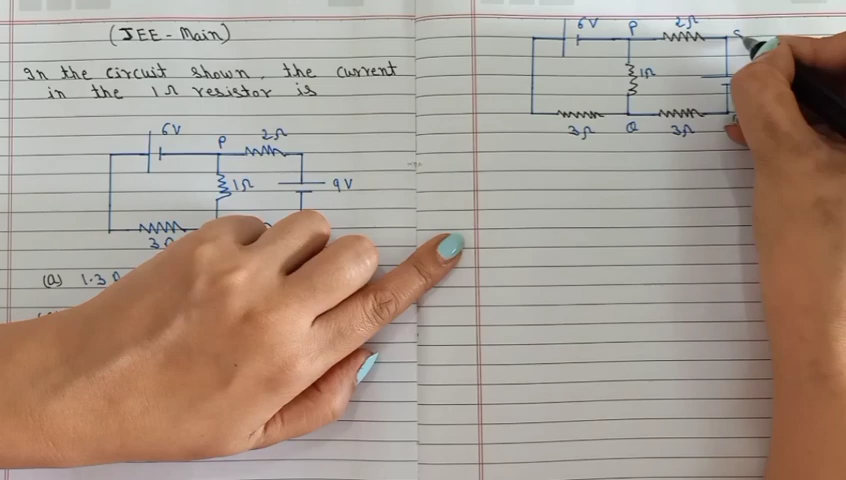 (JEE - Main)
In the circuit shown, the current
in the 1Ω resistor is
6V
P
2Ω
1Ω
9V
3Ω
(a) 1.3
6V
P
2Ω
S
1Ω
3Ω
Q
3Ω